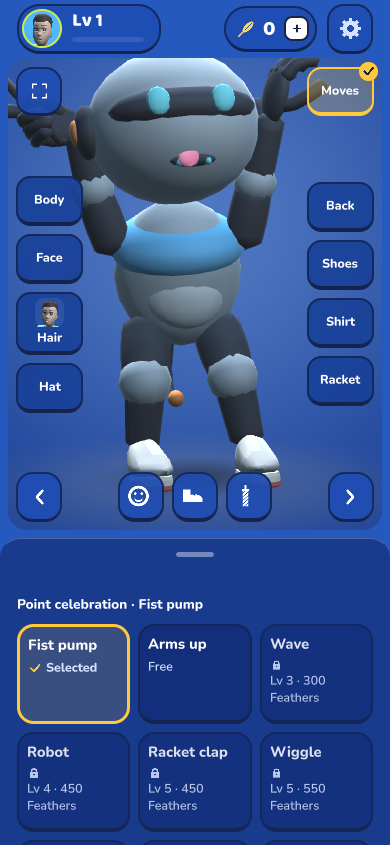 Lv 1
0
+
Moves
Body
Back
Face
Shoes
Hair
Shirt
Hat
Racket
Point celebration · Fist pump
Fist pump
Selected
Arms up
Free
Wave
Lv 3 · 300
Feathers
Robot
Lv 4 · 450
Feathers
Racket clap
Lv 5 · 450
Feathers
Wiggle
Lv 5 · 550
Feathers